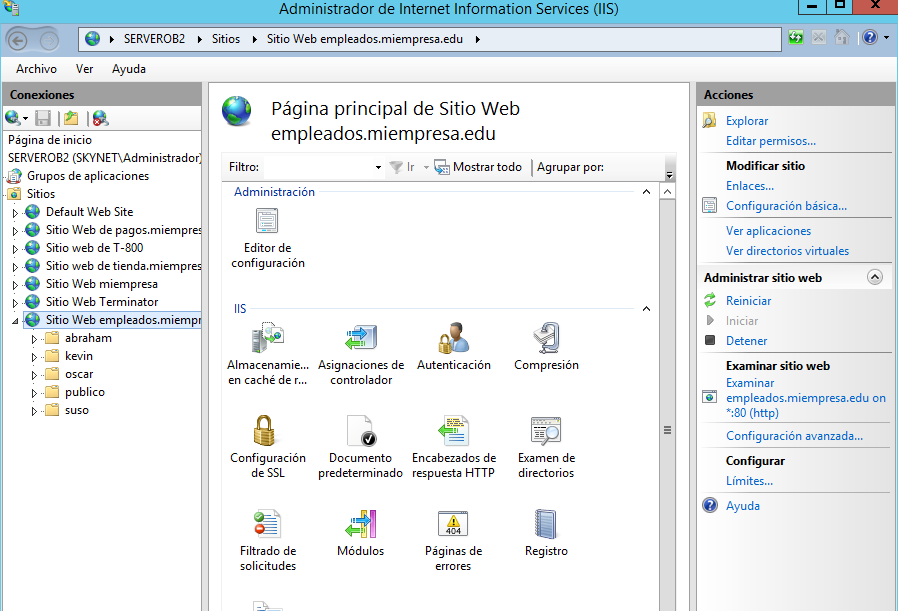 Administrador de Internet Information Services (IIS)
SERVEROB2 Sitios Sitio Web empleados.miempresa.edu
Archivo Ver Ayuda
Conexiones
Página de inicio
SERVEROB2 (SKYNET\Administrador)
Grupos de aplicaciones
Sitios
Default Web Site
Sitio Web de pagos.miempres
Sitio web de T-800
Sitio web de tienda.miempres
Sitio Web miempresa
Sitio Web Terminator
Sitio Web empleados.miempr
abraham
kevin
oscar
publico
suso
Página principal de Sitio Web
empleados.miempresa.edu
Filtro: Ir Mostrar todo Agrupar por:
Administración
Editor de
configuración
IIS
Almacenamie... Asignaciones de Autenticación Compresión
en caché de r... controlador
Configuración Documento Encabezados de Examen de
de SSL predeterminado respuesta HTTP directorios
404
Filtrado de Módulos Páginas de Registro
solicitudes errores
Acciones
Explorar
Editar permisos...
Modificar sitio
Enlaces...
Configuración básica...
Ver aplicaciones
Ver directorios virtuales
Administrar sitio web
Reiniciar
Iniciar
Detener
Examinar sitio web
Examinar
empleados.miempresa.edu on
*:80 (http)
Configuración avanzada...
Configurar
Límites...
Ayuda